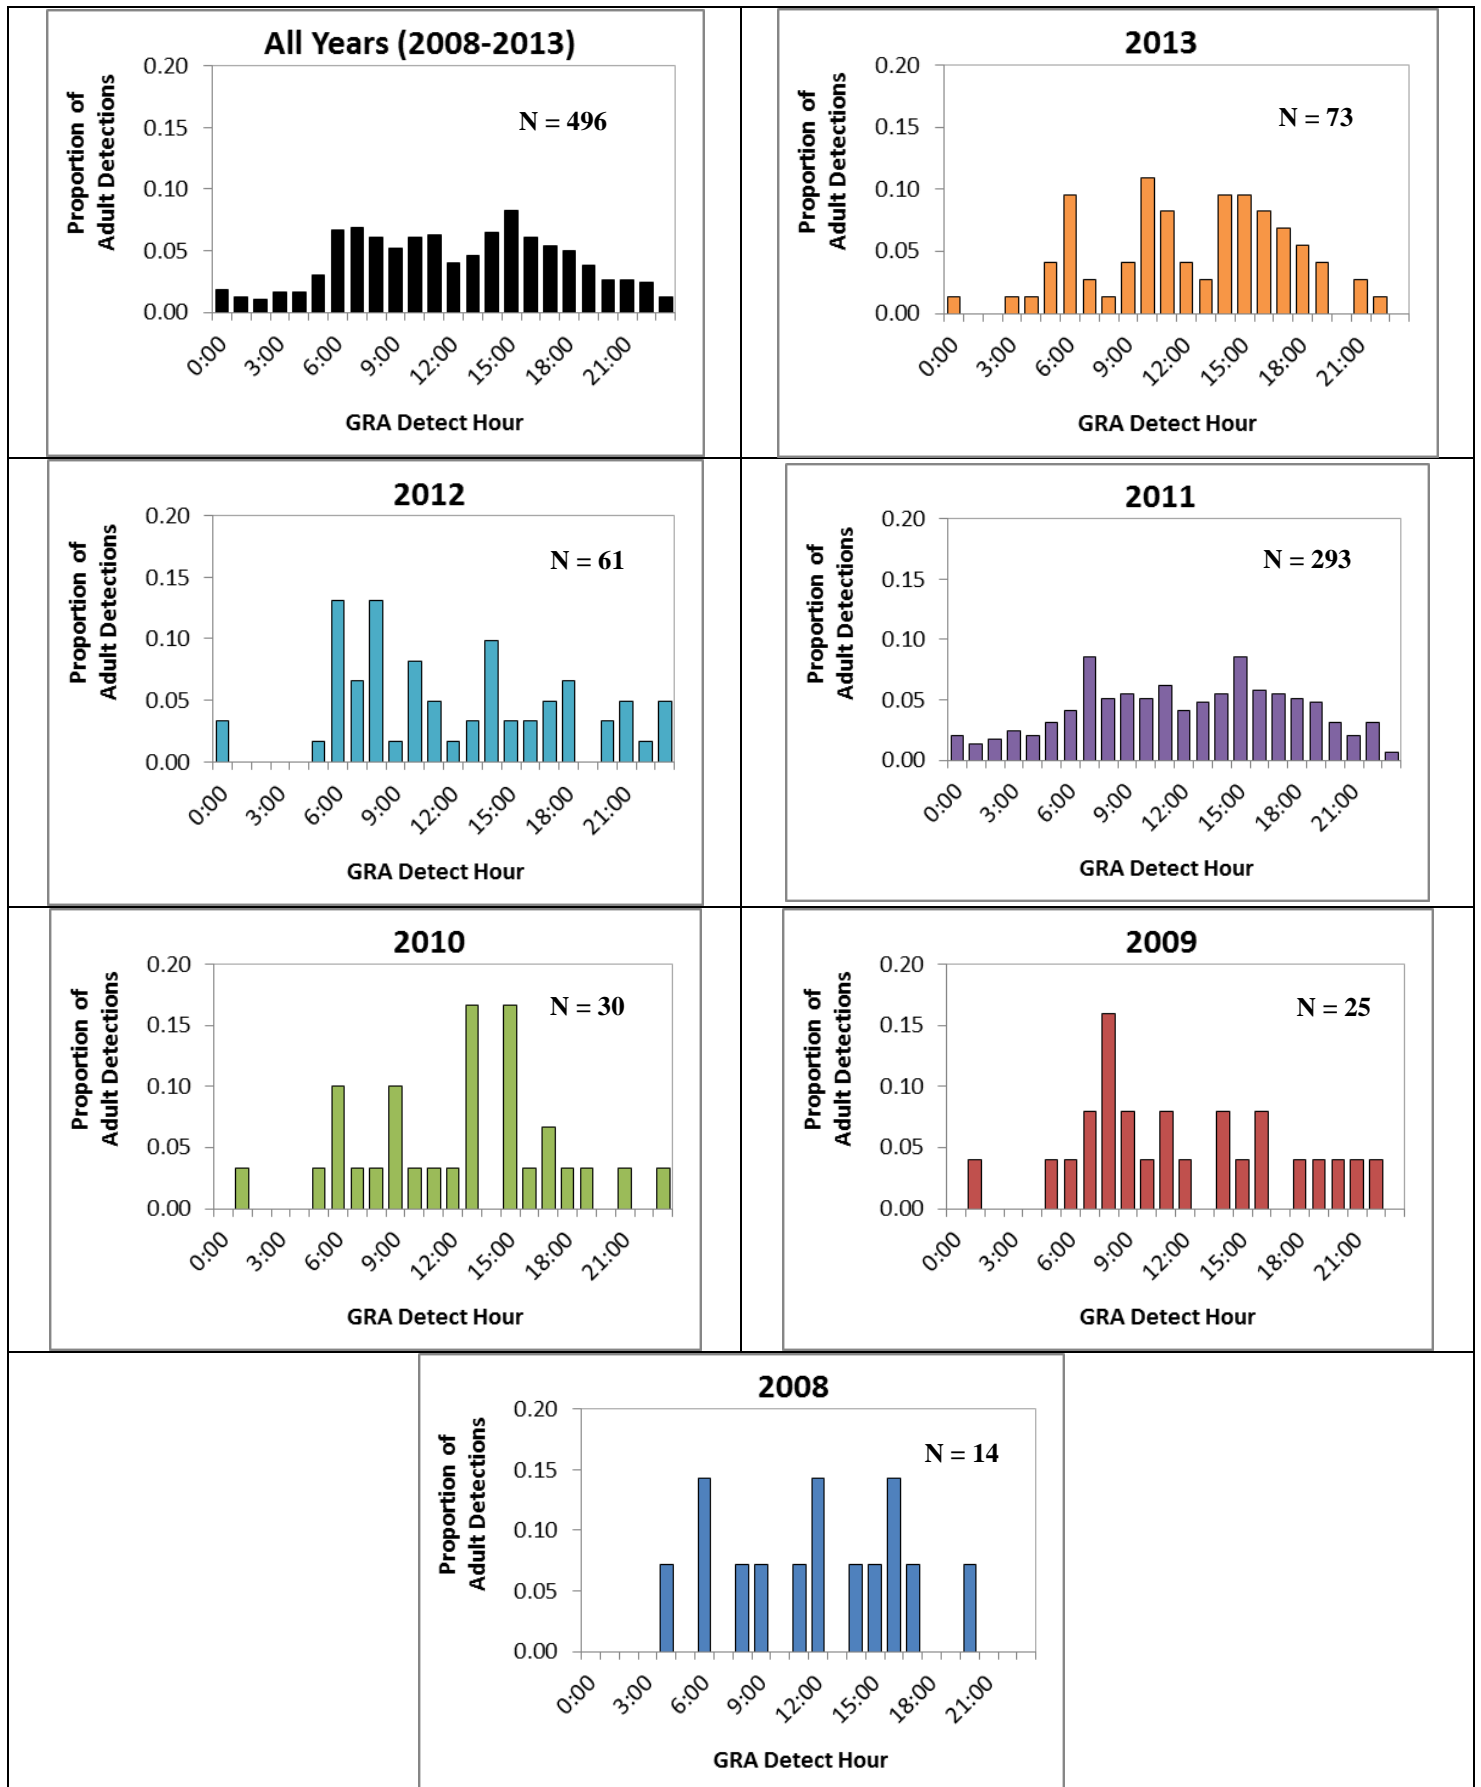 All Years (2008-2013)
Proportion of
Adult Detections
0.20
0.15
0.10
0.05
0.00
N = 496
0:00 3:00 6:00 9:00 12:00 15:00 18:00 21:00
GRA Detect Hour
2013
Proportion of
Adult Detections
0.20
0.15
0.10
0.05
0.00
N = 73
0:00 3:00 6:00 9:00 12:00 15:00 18:00 21:00
GRA Detect Hour
2012
Proportion of
Adult Detections
0.20
0.15
0.10
0.05
0.00
N = 61
0:00 3:00 6:00 9:00 12:00 15:00 18:00 21:00
GRA Detect Hour
2011
Proportion of
Adult Detections
0.20
0.15
0.10
0.05
0.00
N = 293
0:00 3:00 6:00 9:00 12:00 15:00 18:00 21:00
GRA Detect Hour
2010
Proportion of
Adult Detections
0.20
0.15
0.10
0.05
0.00
N = 30
0:00 3:00 6:00 9:00 12:00 15:00 18:00 21:00
GRA Detect Hour
2009
Proportion of
Adult Detections
0.20
0.15
0.10
0.05
0.00
N = 25
0:00 3:00 6:00 9:00 12:00 15:00 18:00 21:00
GRA Detect Hour
2008
Proportion of
Adult Detections
0.20
0.15
0.10
0.05
0.00
N = 14
0:00 3:00 6:00 9:00 12:00 15:00 18:00 21:00
GRA Detect Hour